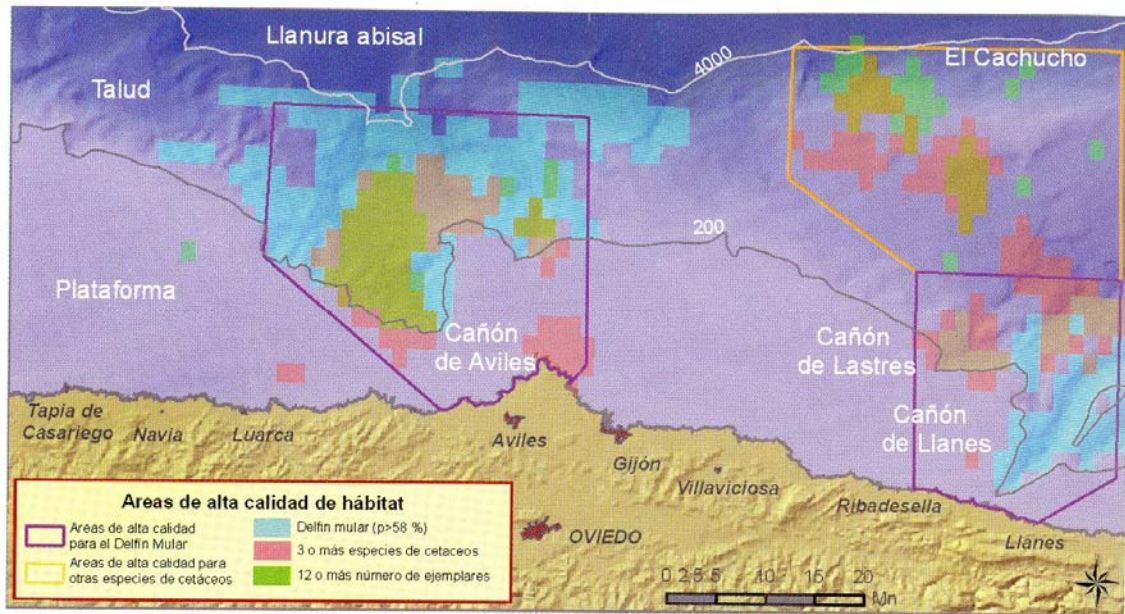 Llanura abisal
4000
El Cachucho
Talud
200
Plataforma
Cañón
de Aviles
Cañón
de Lastres
Cañón
de Llanes
Tapia de
Casariego
Navia
Luarca
Aviles
Gijón
Villaviciosa
Ribadesella
Llanes
OVIEDO
Areas de alta calidad de hábitat
Areas de alta calidad
para el Delfin Mular
Areas de alta calidad para
otras especies de cetáceos
Delfin mular (p>58 %)
3 o más especies de cetaceos
12 o más número de ejemplares
0 2,5 5 10 15 20
Mn